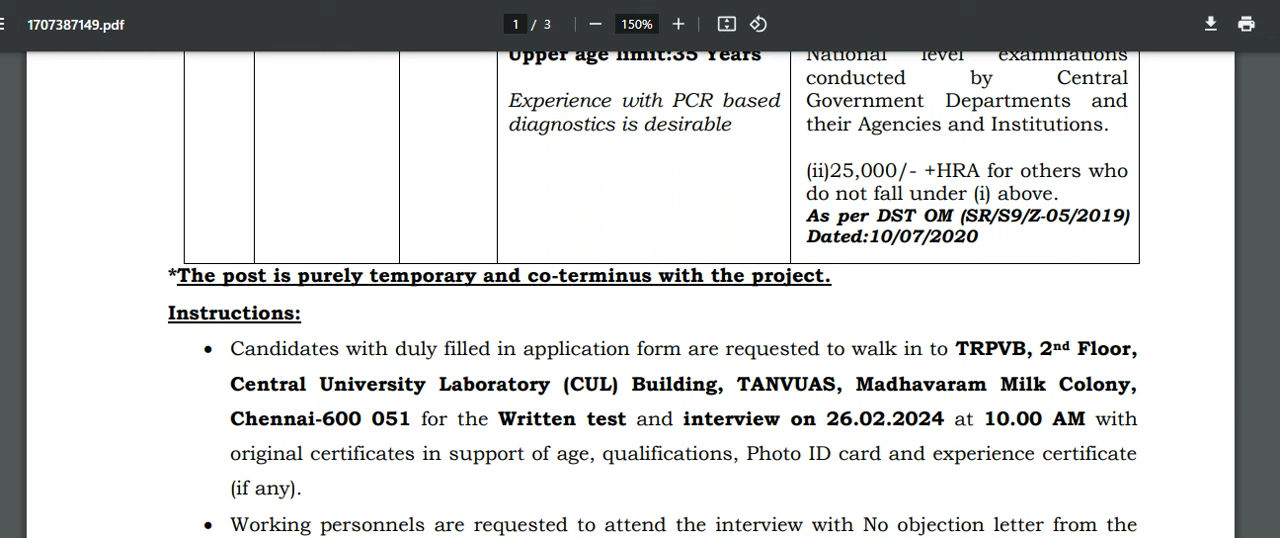 1707387149.pdf
1 / 3
150%
Upper age limit:35 Years
Experience with PCR based
diagnostics is desirable
National level examinations
conducted by Central
Government Departments and
their Agencies and Institutions.
(ii)25,000/- +HRA for others who
do not fall under (i) above.
As per DST OM (SR/S9/Z-05/2019)
Dated:10/07/2020
*The post is purely temporary and co-terminus with the project.
Instructions:
• Candidates with duly filled in application form are requested to walk in to TRPVB, 2nd Floor,
Central University Laboratory (CUL) Building, TANVUAS, Madhavaram Milk Colony,
Chennai-600 051 for the Written test and interview on 26.02.2024 at 10.00 AM with
original certificates in support of age, qualifications, Photo ID card and experience certificate
(if any).
• Working personnels are requested to attend the interview with No objection letter from the